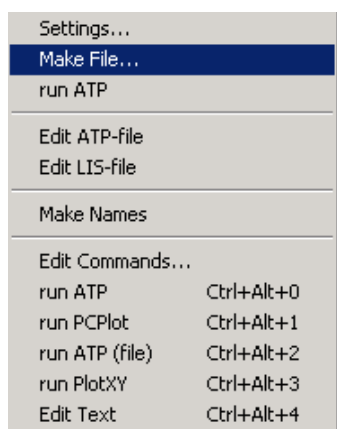 Settings...
Make File...
run ATP
Edit ATP-file
Edit LIS-file
Make Names
Edit Commands...
run ATP Ctrl+Alt+0
run PCPlot Ctrl+Alt+1
run ATP (file) Ctrl+Alt+2
run PlotXY Ctrl+Alt+3
Edit Text Ctrl+Alt+4